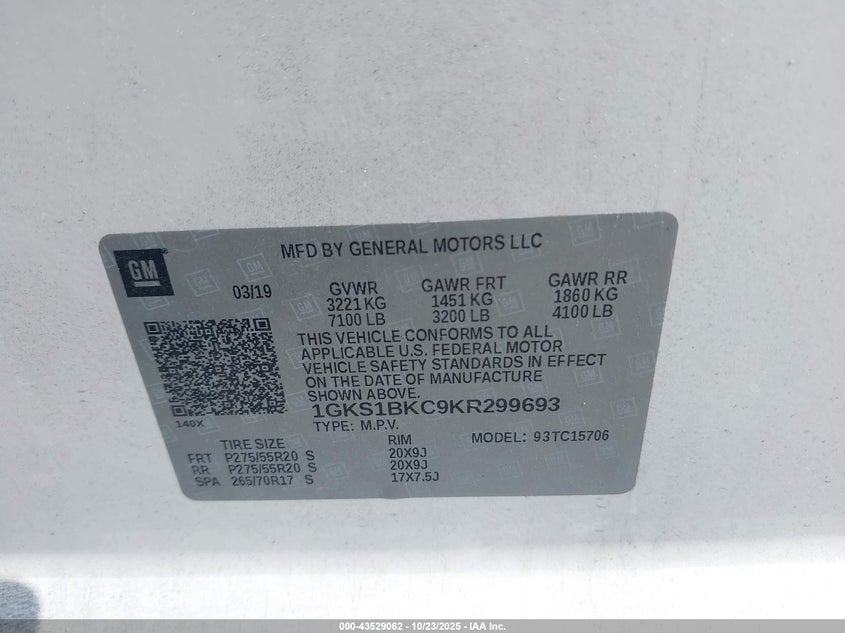 GM
MFD BY GENERAL MOTORS LLC
03/19
GVWR GAWR FRT GAWR RR
3221 KG 1451 KG 1860 KG
7100 LB 3200 LB 4100 LB
THIS VEHICLE CONFORMS TO ALL
APPLICABLE U.S. FEDERAL MOTOR
VEHICLE SAFETY STANDARDS IN EFFECT
ON THE DATE OF MANUFACTURE
SHOWN ABOVE.
140X
1GKS1BKC9KR299693
TYPE: M.P.V.
MODEL: 93TC15706
TIRE SIZE RIM
FRT P275/55R20 S 20X9J
RR P275/55R20 S 20X9J
SPA 265/70R17 S 17X7.5J
000-43529062 - 10/23/2025 - IAA Inc.